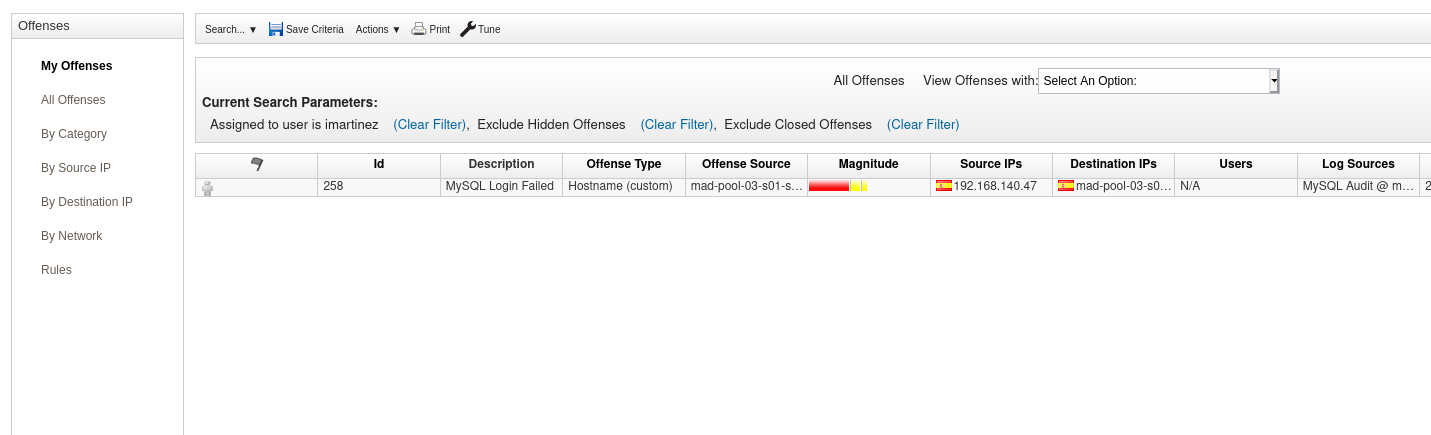 Offenses
My Offenses
All Offenses
By Category
By Source IP
By Destination IP
By Network
Rules
Search... ▼ Save Criteria Actions ▼ Print Tune
All Offenses View Offenses with: Select An Option:
Current Search Parameters:
Assigned to user is imartinez (Clear Filter), Exclude Hidden Offenses (Clear Filter), Exclude Closed Offenses (Clear Filter)
Id Description Offense Type Offense Source Magnitude Source IPs Destination IPs Users Log Sources
258 MySQL Login Failed Hostname (custom) mad-pool-03-s01-s... 192.168.140.47 mad-pool-03-s0... N/A MySQL Audit @ m... 2